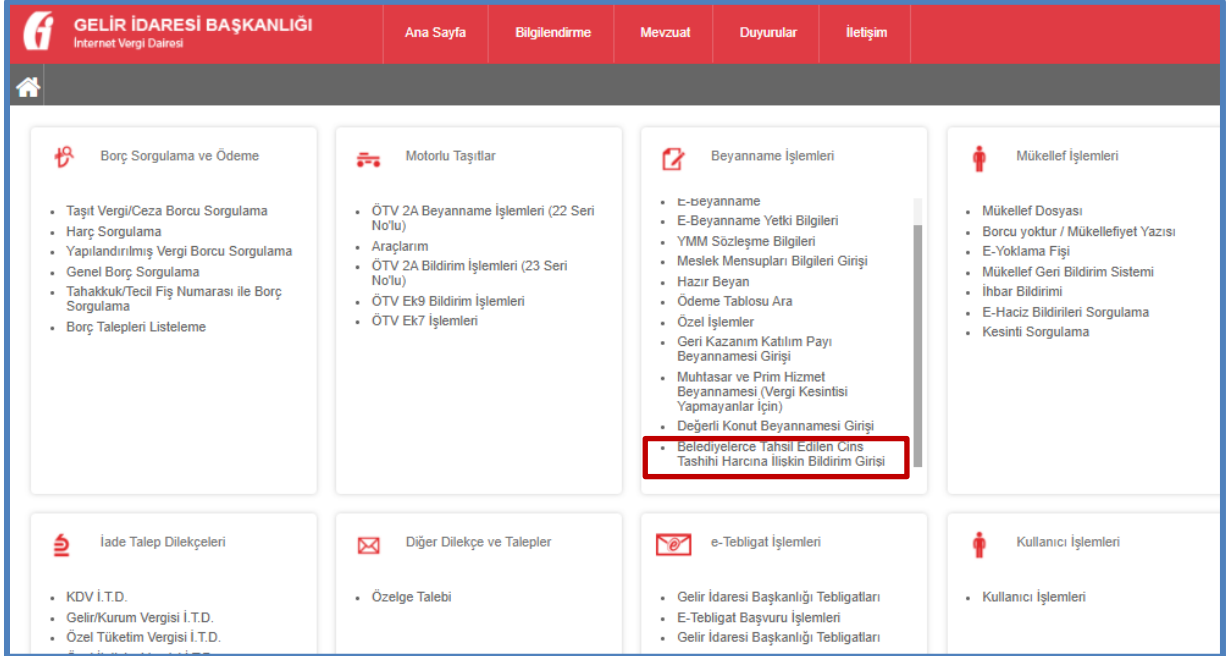 GELİR İDARESİ BAŞKANLIĞI
İnternet Vergi Dairesi
Ana Sayfa
Bilgilendirme
Mevzuat
Duyurular
İletişim
Borç Sorgulama ve Ödeme
Taşıt Vergi/Ceza Borcu Sorgulama
Harç Sorgulama
Yapılandırılmış Vergi Borcu Sorgulama
Genel Borç Sorgulama
Tahakkuk/Tecil Fiş Numarası ile Borç
Sorgulama
Borç Talepleri Listeleme
Motorlu Taşıtlar
ÖTV 2A Beyanname İşlemleri (22 Seri
No'lu)
Araçlarım
ÖTV 2A Bildirim İşlemleri (23 Seri
No'lu)
ÖTV Ek9 Bildirim İşlemleri
ÖTV Ek7 İşlemleri
Beyanname İşlemleri
E-Beyanname
E-Beyanname Yetki Bilgileri
YMM Sözleşme Bilgileri
Meslek Mensupları Bilgileri Girişi
Hazır Beyan
Ödeme Tablosu Ara
Özel İşlemler
Geri Kazanım Katılım Payı
Beyannamesi Girişi
Muhtasar ve Prim Hizmet
Beyannamesi (Vergi Kesintisi
Yapmayanlar İçin)
Değerli Konut Beyannamesi Girişi
Belediyelerce Tahsil Edilen Cins
Tashihi Harcına İlişkin Bildirim Girişi
Mükellef İşlemleri
Mükellef Dosyası
Borcu yoktur / Mükellefiyet Yazısı
E-Yoklama Fişi
Mükellef Geri Bildirim Sistemi
İhbar Bildirimi
E-Haciz Bildirileri Sorgulama
Kesinti Sorgulama
İade Talep Dilekçeleri
KDV İ.T.D.
Gelir/Kurum Vergisi İ.T.D.
Özel Tüketim Vergisi İ.T.D.
Diğer Dilekçe ve Talepler
Özelge Talebi
e-Tebligat İşlemleri
Gelir İdaresi Başkanlığı Tebligatları
E-Tebligat Başvuru İşlemleri
Gelir İdaresi Başkanlığı Tebligatları
Kullanıcı İşlemleri
Kullanıcı İşlemleri